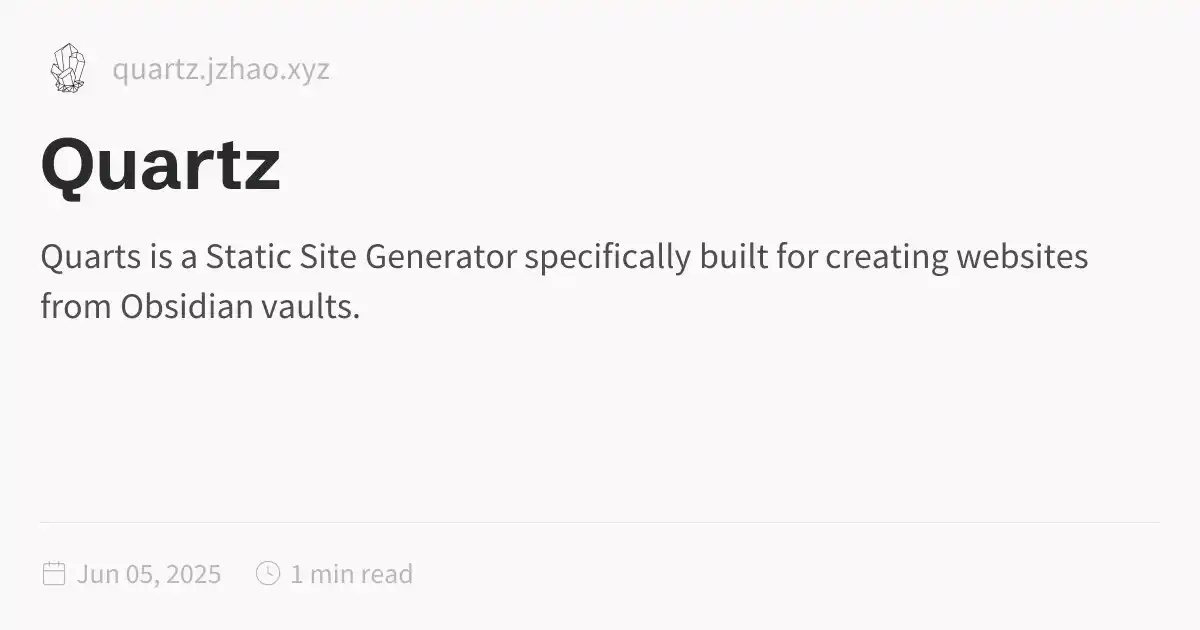 quartz.jzhao.xyz
Quartz
Quarts is a Static Site Generator specifically built for creating websites
from Obsidian vaults.
Jun 05, 2025 1 min read